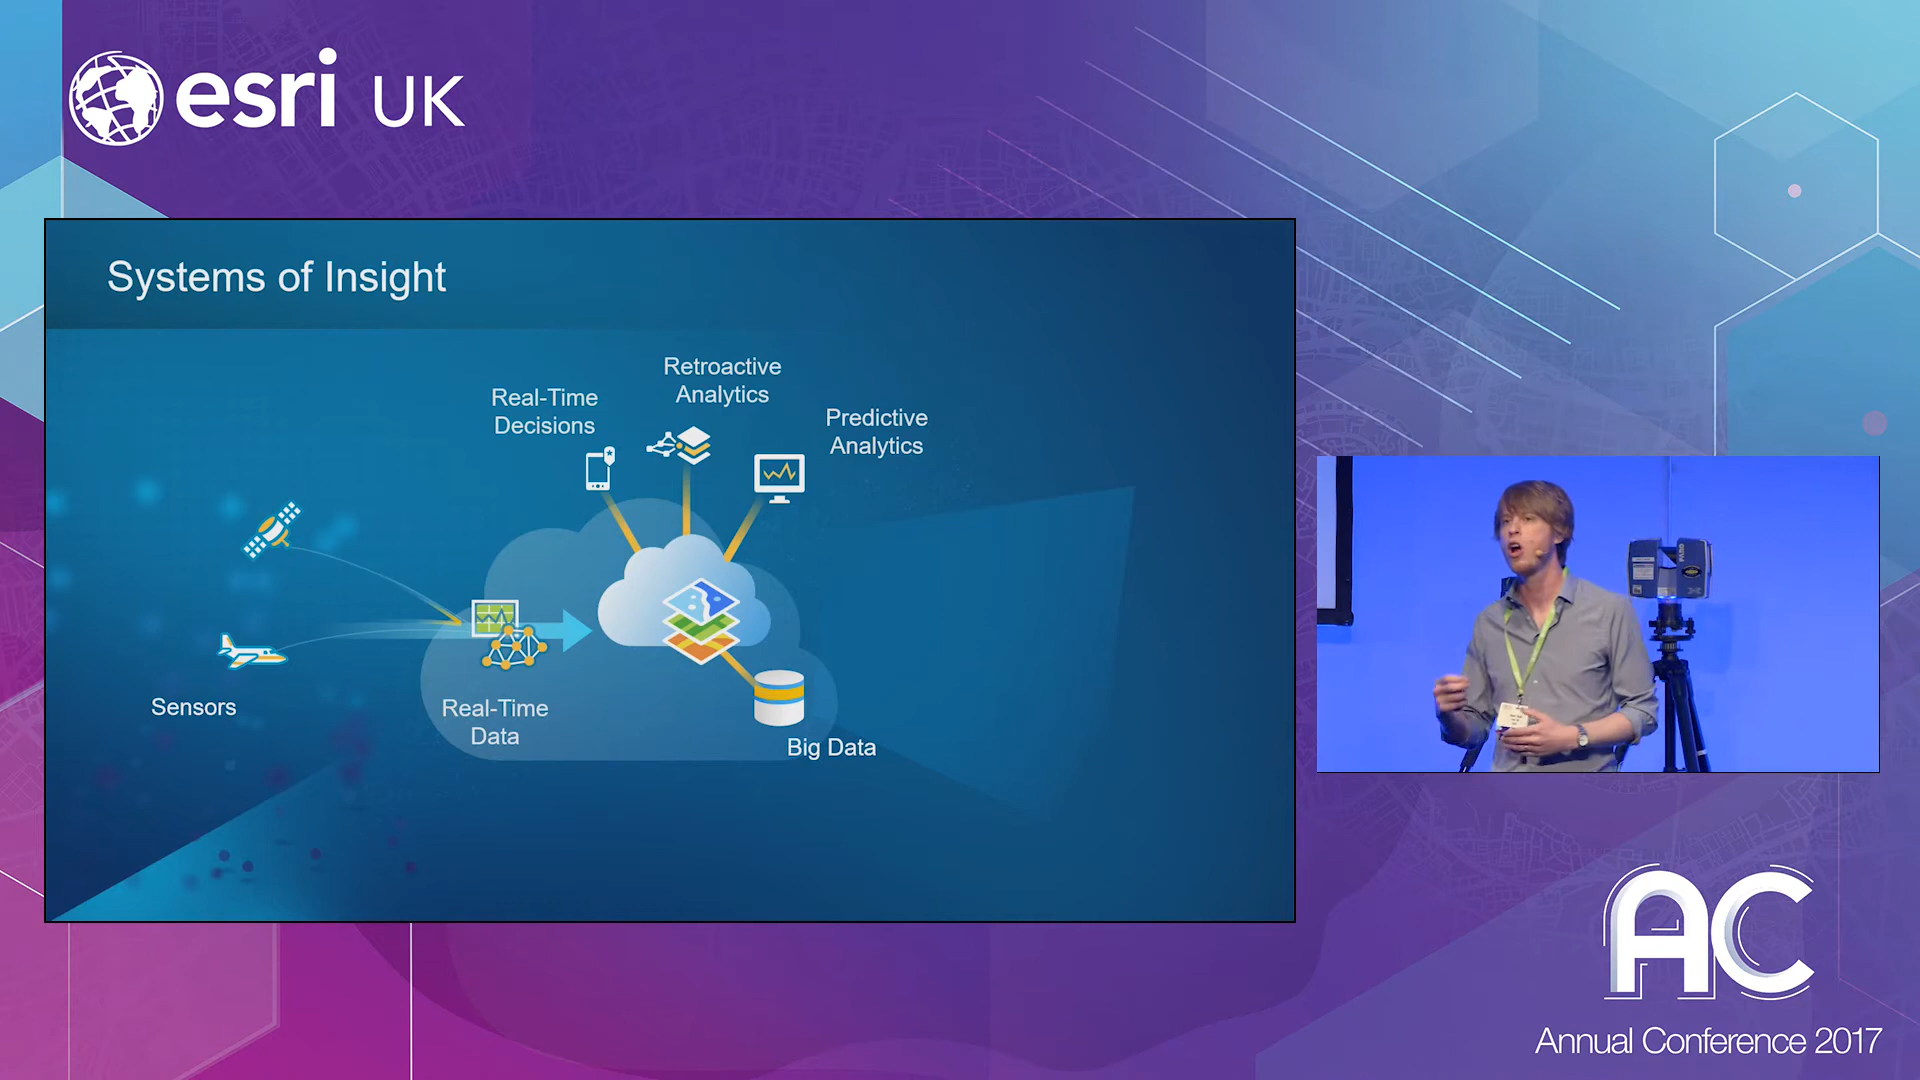 esri UK
Systems of Insight
Retroactive
Analytics
Real-Time
Decisions
Predictive
Analytics
Sensors
Real-Time
Data
Big Data
FARO
AC
Annual Conference 2017